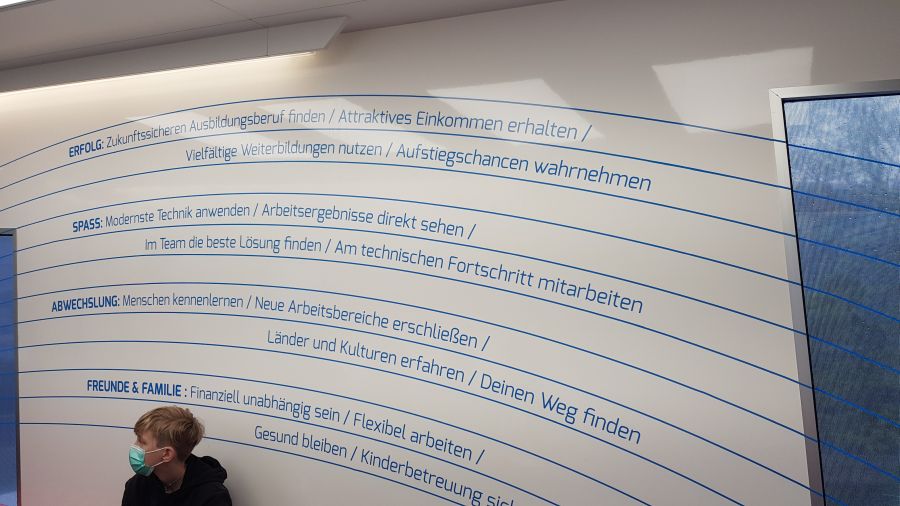 ERFOLG: Zukunftssicheren Ausbildungsberuf finden / Attraktives Einkommen erhalten /
Vielfältige Weiterbildungen nutzen / Aufstiegschancen wahrnehmen
SPASS: Modernste Technik anwenden / Arbeitsergebnisse direkt sehen /
Im Team die beste Lösung finden / Am technischen Fortschritt mitarbeiten
ABWECHSLUNG: Menschen kennenlernen / Neue Arbeitsbereiche erschließen /
Länder und Kulturen erfahren / Deinen Weg finden
FREUNDE & FAMILIE : Finanziell unabhängig sein / Flexibel arbeiten /
Gesund bleiben / Kinderbetreuung